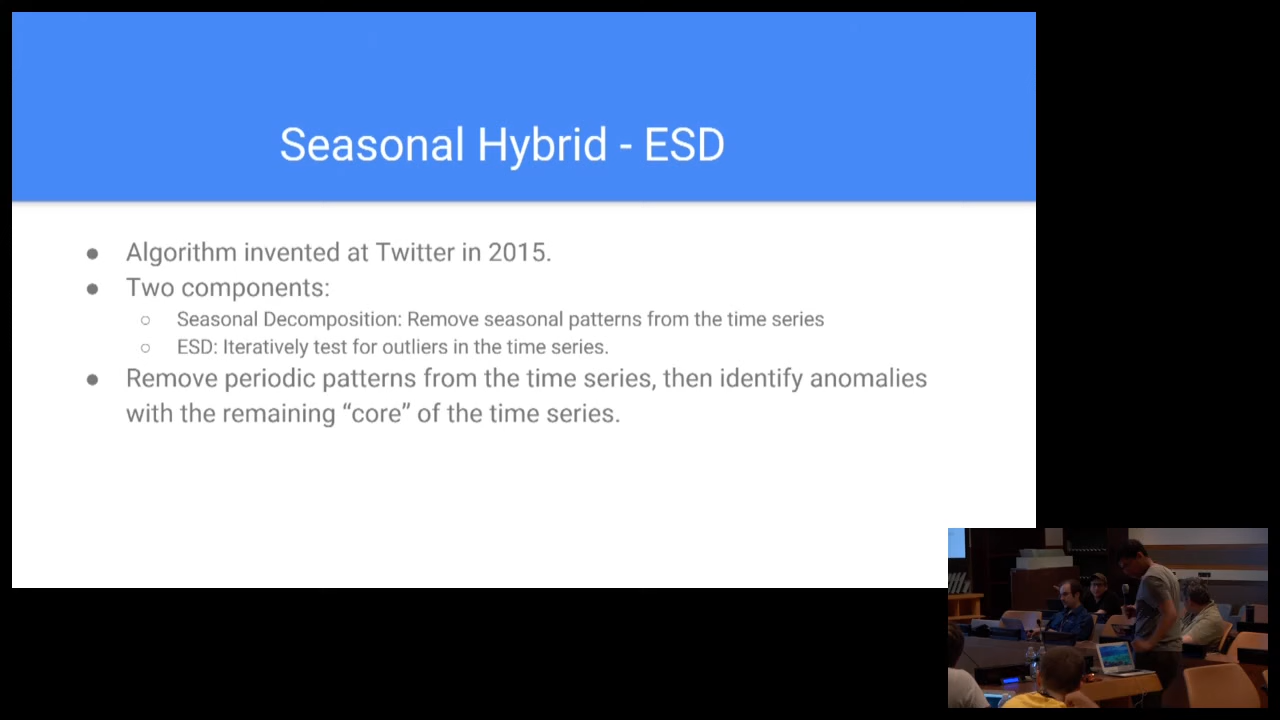 Seasonal Hybrid - ESD
● Algorithm invented at Twitter in 2015.
● Two components:
○ Seasonal Decomposition: Remove seasonal patterns from the time series
○ ESD: Iteratively test for outliers in the time series.
● Remove periodic patterns from the time series, then identify anomalies
with the remaining “core” of the time series.